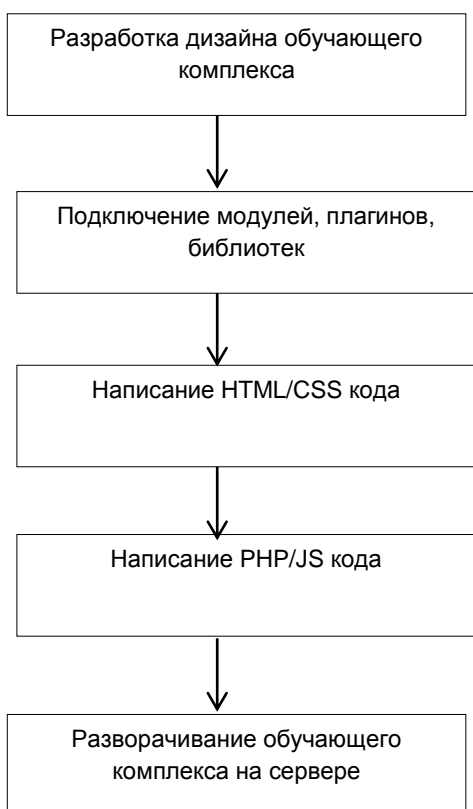 Разработка дизайна обучающего
комплекса
Подключение модулей, плагинов,
библиотек
Написание HTML/CSS кода
Написание PHP/JS кода
Разворачивание обучающего
комплекса на сервере